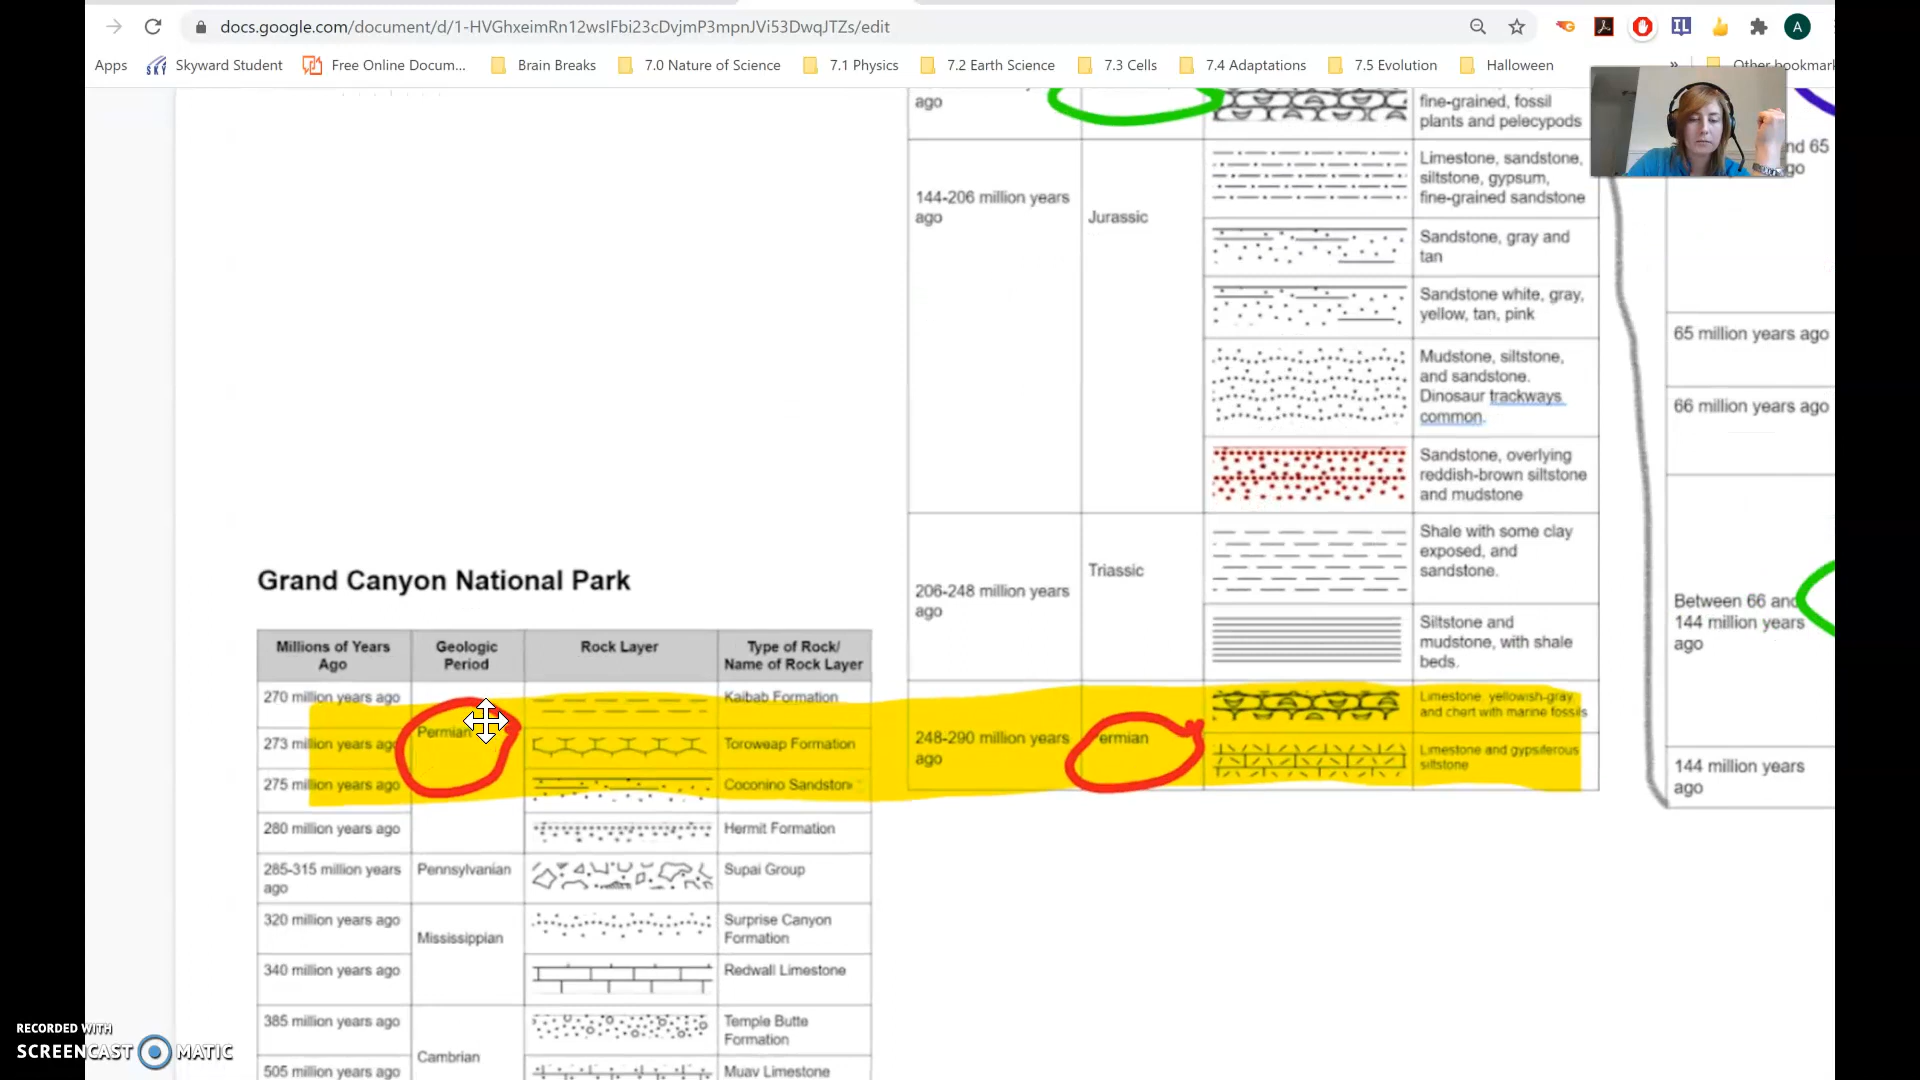 docs.google.com/document/d/1-HVGhxeimRn12wsIFbi23cDvjmP3mpnJVi53DwqJTZs/edit
A
Apps
Skyward Student
Free Online Docum...
Brain Breaks
7.0 Nature of Science
7.1 Physics
7.2 Earth Science
7.3 Cells
7.4 Adaptations
7.5 Evolution
Halloween
»
Other bookmar
ago
fine-grained, fossil
plants and pelecypods
144-206 million years
ago
Jurassic
Limestone, sandstone,
siltstone, gypsum,
fine-grained sandstone
Sandstone, gray and
tan
Sandstone white, gray,
yellow, tan, pink
Mudstone, siltstone,
and sandstone.
Dinosaur trackways
common.
Sandstone, overlying
reddish-brown siltstone
and mudstone
206-248 million years
ago
Triassic
Shale with some clay
exposed, and
sandstone.
Siltstone and
mudstone, with shale
beds.
248-290 million years
ago
Permian
Limestone, yellowish-gray,
and chert with marine fossils
Limestone and gypsiferous
siltstone
nd 65
go
65 million years ago
66 million years ago
Between 66 and
144 million years
ago
144 million years
ago
Grand Canyon National Park
Millions of Years
Ago
Geologic
Period
Rock Layer
Type of Rock/
Name of Rock Layer
270 million years ago
Permian
Kaibab Formation
273 million years ago
Toroweap Formation
275 million years ago
Coconino Sandstone
280 million years ago
Hermit Formation
285-315 million years
ago
Pennsylvanian
Supai Group
320 million years ago
Mississippian
Surprise Canyon
Formation
340 million years ago
Redwall Limestone
385 million years ago
Cambrian
Temple Butte
Formation
505 million years ago
Muav Limestone
RECORDED WITH
SCREENCAST MATIC